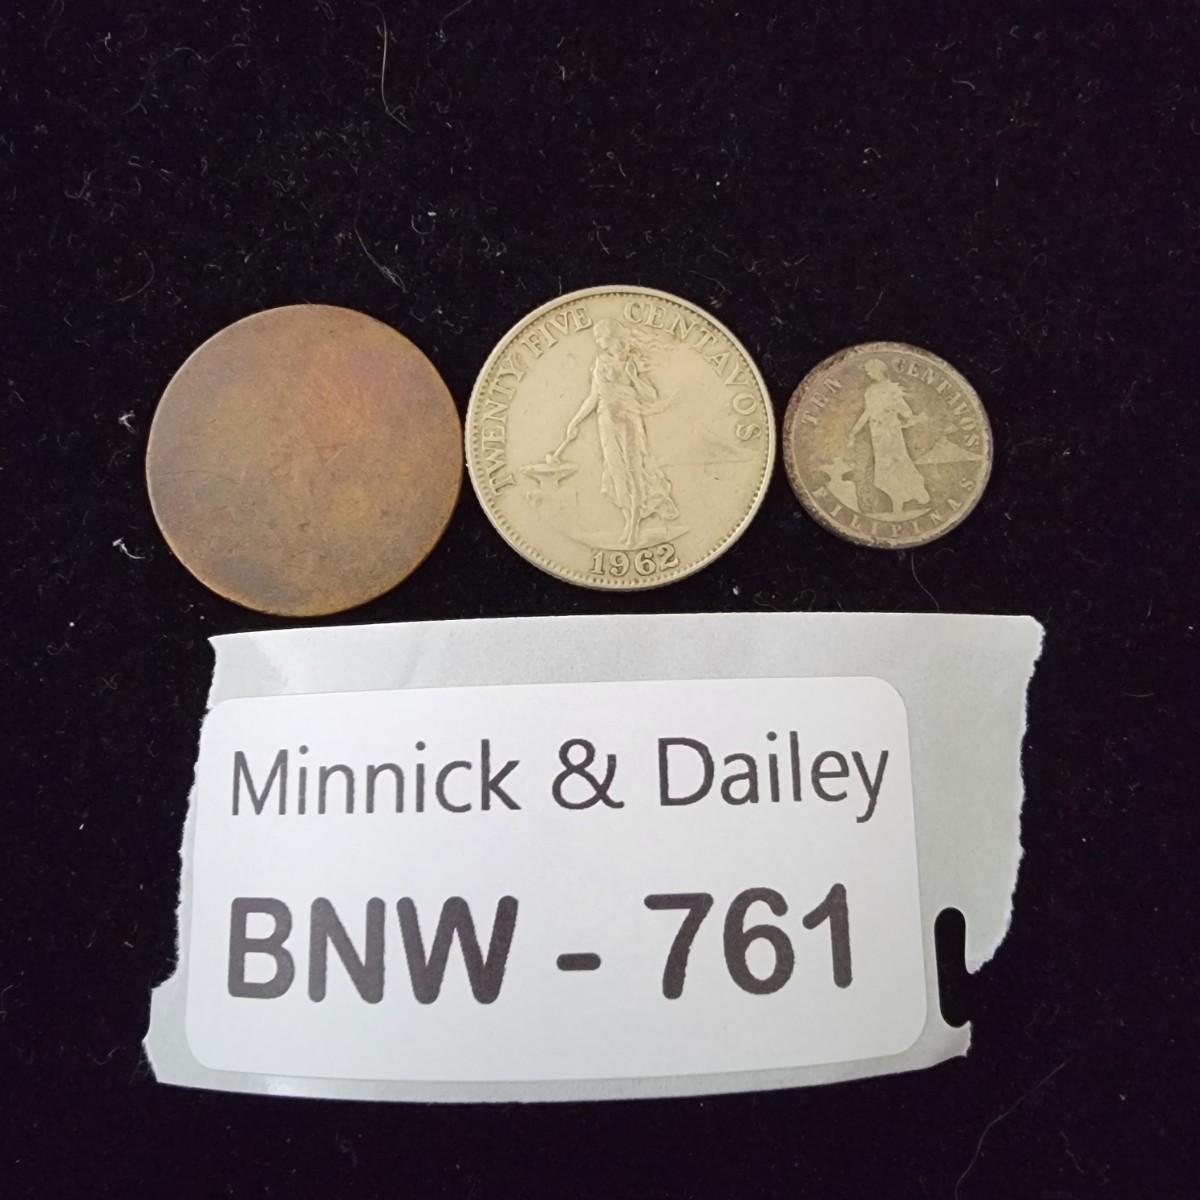 TWENTY FIVE CENTAVOS
1962
TEN CENTAVOS
FILIPINAS
Minnick & Dailey
BNW - 761